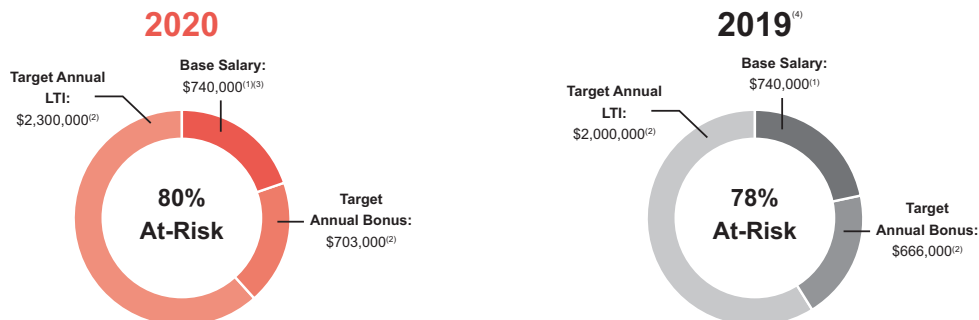 2020
Target Annual
LTI:
$2,300,000(2)
Base Salary:
$740,000(1)(3)
80%
At-Risk
Target
Annual Bonus:
$703,000(2)
2019(4)
Target Annual
LTI:
$2,000,000(2)
Base Salary:
$740,000(1)
78%
At-Risk
Target
Annual Bonus:
$666,000(2)